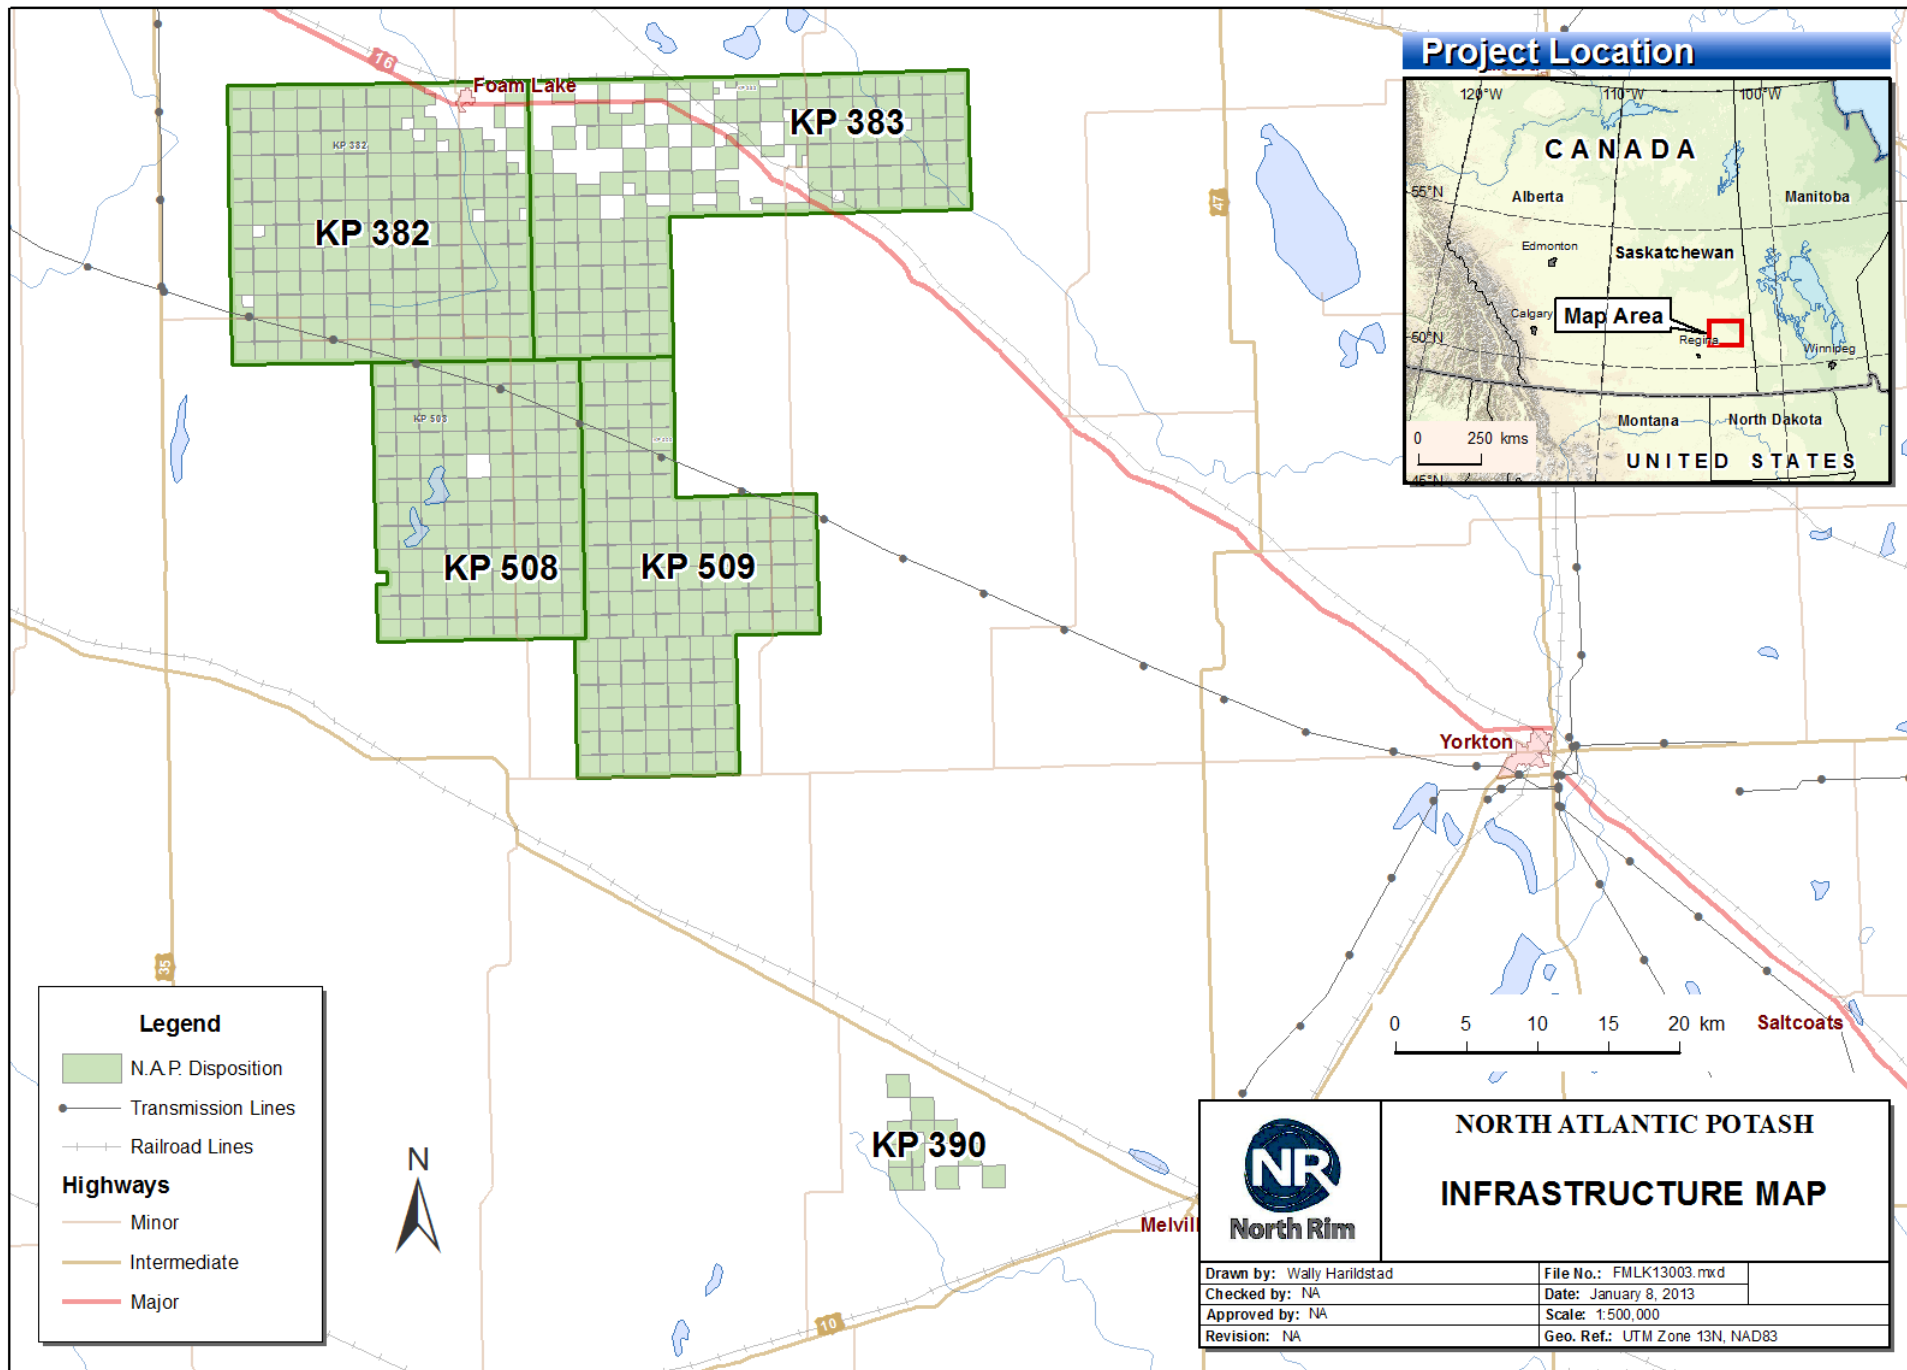 16
Foam Lake
KP 383
KP 382
KP 382
47
KP 508
KP 509
35
Yorkton
Saltcoats
KP 390
Melvill
10
Project Location
120°W
110°W
100°W
CANADA
55°N
Alberta
Manitoba
Edmonton
Saskatchewan
Calgary
Map Area
50°N
Regina
Winnipeg
Montana
North Dakota
0 250 kms
UNITED STATES
45°N
0 5 10 15 20 km
Legend
N.A.P. Disposition
Transmission Lines
Railroad Lines
Highways
Minor
Intermediate
Major
N
NR
North Rim
NORTH ATLANTIC POTASH
INFRASTRUCTURE MAP
Drawn by: Wally Harildstad
File No.: FMLK13003.mxd
Checked by: NA
Date: January 8, 2013
Approved by: NA
Scale: 1:500,000
Revision: NA
Geo. Ref.: UTM Zone 13N, NAD83